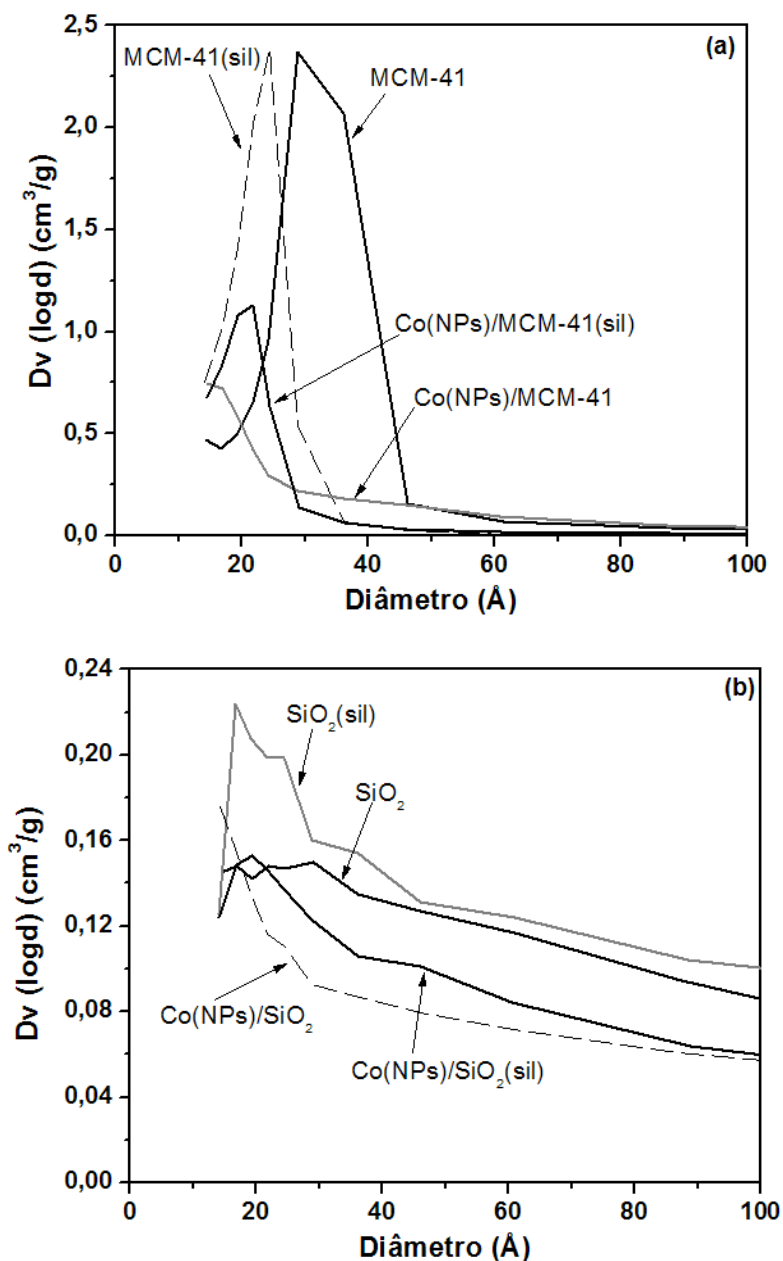 (a)
MCM-41(sil)
MCM-41
Co(NPs)/MCM-41(sil)
Co(NPs)/MCM-41
Dv (logd) (cm³/g)
2,5
2,0
1,5
1,0
0,5
0,0
0 20 40 60 80 100
Diâmetro (Å)
(b)
SiO₂(sil)
SiO₂
Co(NPs)/SiO₂
Co(NPs)/SiO₂(sil)
Dv (logd) (cm³/g)
0,24
0,20
0,16
0,12
0,08
0,04
0,00
0 20 40 60 80 100
Diâmetro (Å)